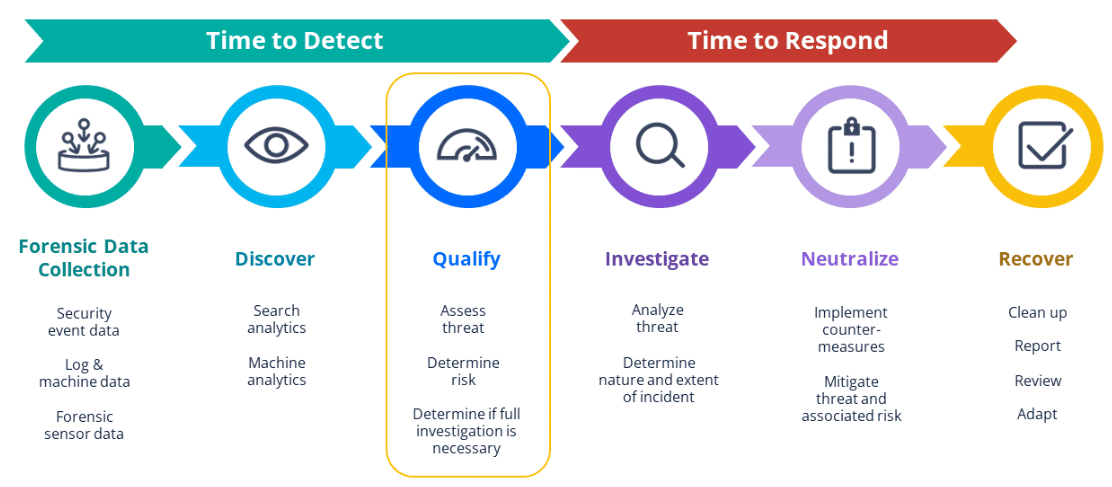 Time to Detect
Time to Respond
Forensic Data
Collection
Security
event data
Log &
machine data
Forensic
sensor data
Discover
Search
analytics
Machine
analytics
Qualify
Assess
threat
Determine
risk
Determine if full
investigation is
necessary
Investigate
Analyze
threat
Determine
nature and extent
of incident
Neutralize
Implement
counter-
measures
Mitigate
threat and
associated risk
Recover
Clean up
Report
Review
Adapt